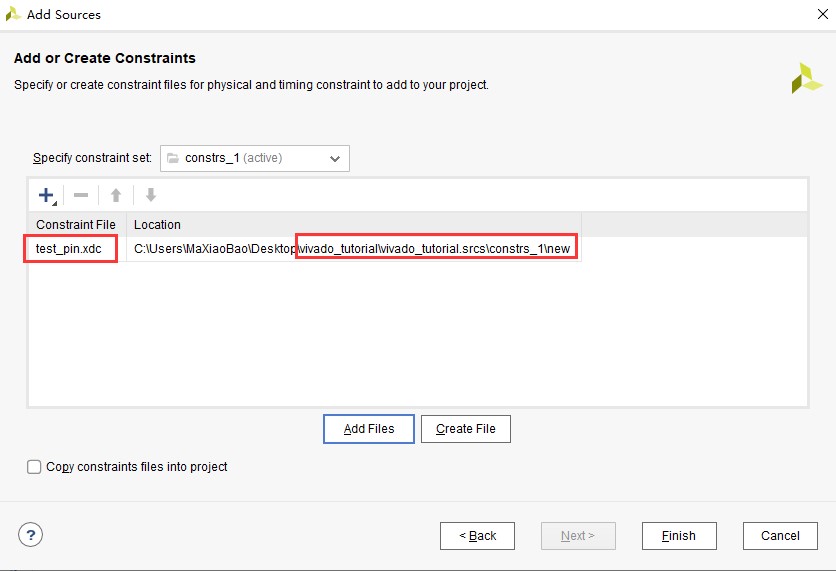 Add Sources
Add or Create Constraints
Specify or create constraint files for physical and timing constraint to add to your project.
Specify constraint set: constrs_1 (active)
Constraint File Location
test_pin.xdc C:\Users\MaXiaoBao\Desktop\vivado_tutorial\vivado_tutorial.srcs\constrs_1\new
Add Files Create File
Copy constraints files into project
? < Back Next > Finish Cancel